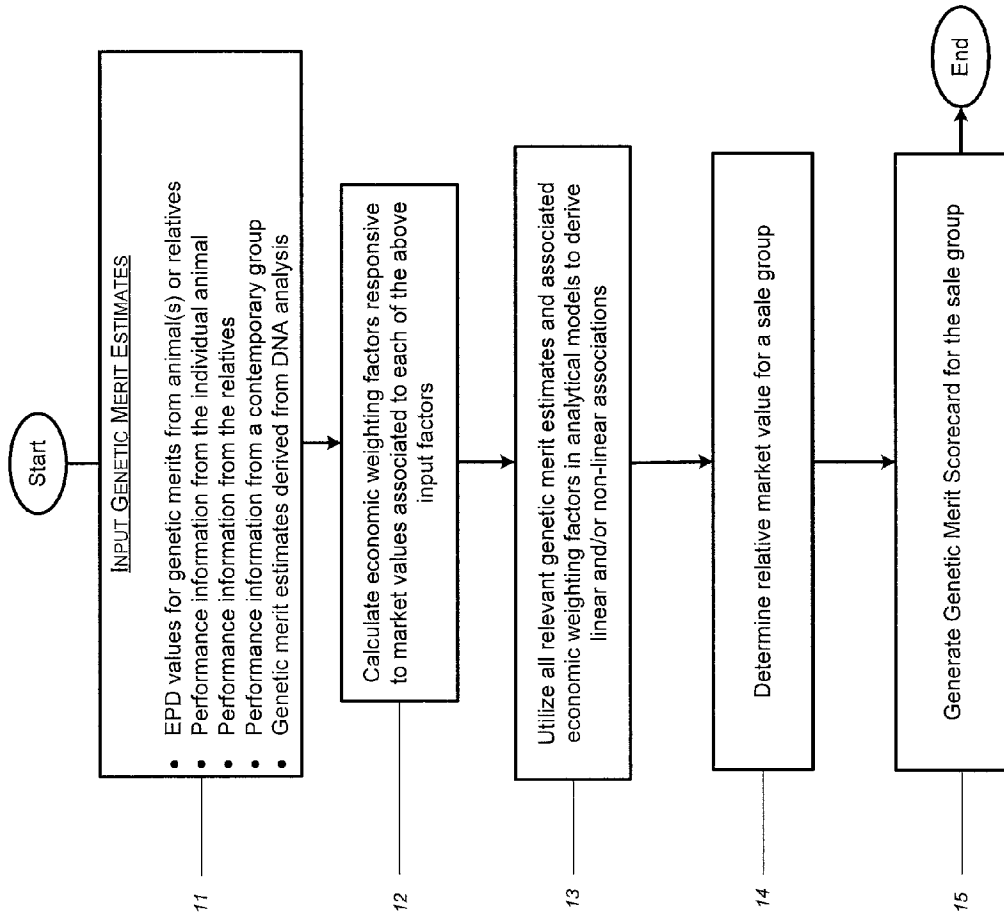 Start
INPUT GENETIC MERIT ESTIMATES
• EPD values for genetic merits from animal(s) or relatives
• Performance information from the individual animal
• Performance information from the relatives
• Performance information from a contemporary group
• Genetic merit estimates derived from DNA analysis
11
Calculate economic weighting factors responsive
to market values associated to each of the above
input factors
12
Utilize all relevant genetic merit estimates and associated
economic weighting factors in analytical models to derive
linear and/or non-linear associations
13
Determine relative market value for a sale group
14
Generate Genetic Merit Scorecard for the sale group
15
End